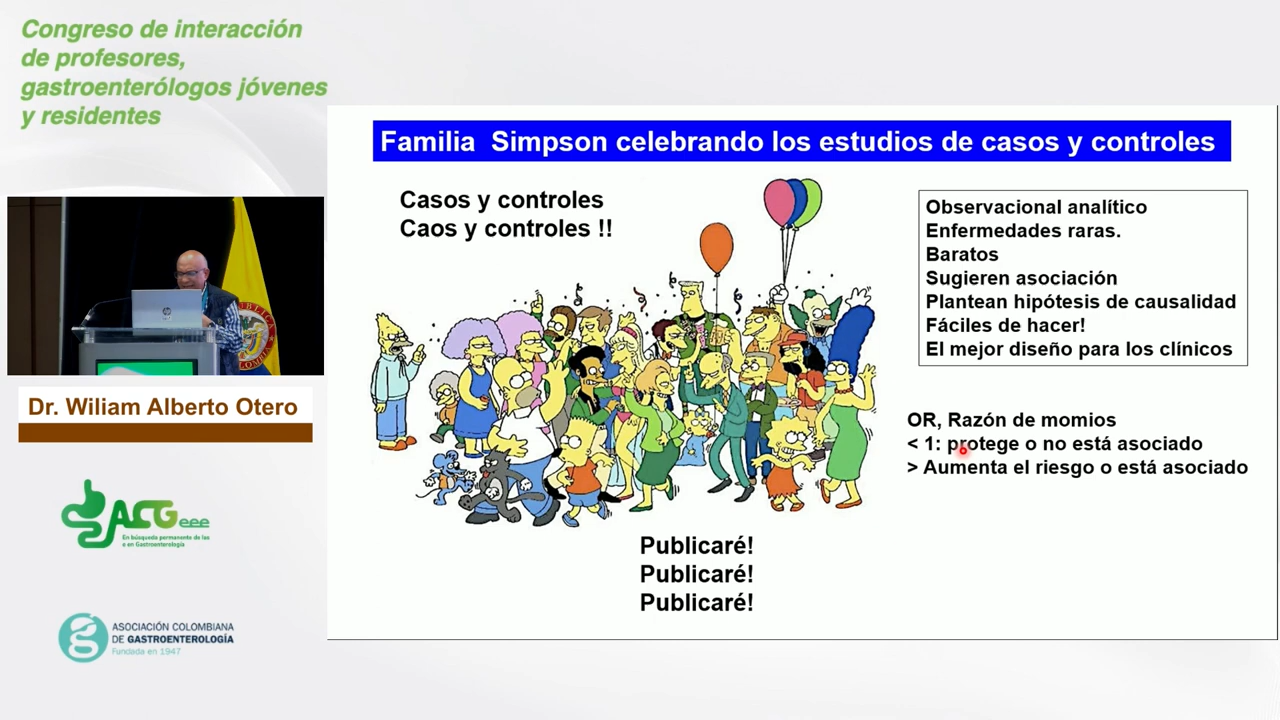 Congreso de interacción
de profesores,
gastroenterólogos jóvenes
y residentes
Familia Simpson celebrando los estudios de casos y controles
Casos y controles
Caos y controles !!
Observacional analítico
Enfermedades raras.
Baratos
Sugieren asociación
Plantean hipótesis de causalidad
Fáciles de hacer!
El mejor diseño para los clínicos
OR, Razón de momios
< 1: protege o no está asociado
> Aumenta el riesgo o está asociado
Publicaré!
Publicaré!
Publicaré!
Dr. Wiliam Alberto Otero
ACGeee
En búsqueda permanente de las
e en Gastroenterología
ASOCIACIÓN COLOMBIANA
DE GASTROENTEROLOGÍA
Fundada en 1947